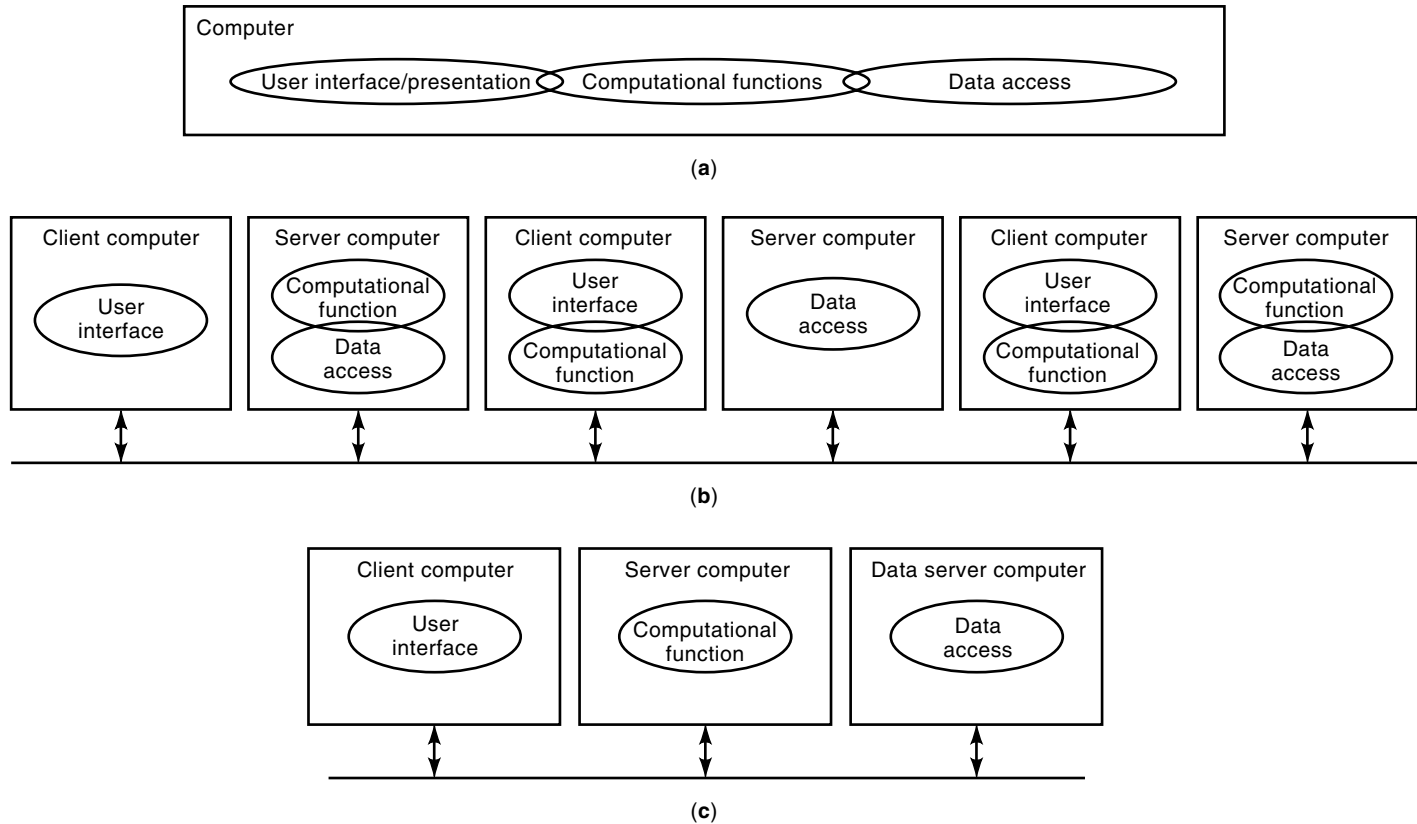 Computer
User interface/presentation
Computational functions
Data access
(a)
Client computer
User
interface
Server computer
Computational
function
Data
access
Client computer
User
interface
Computational
function
Server computer
Data
access
Client computer
User
interface
Computational
function
Server computer
Computational
function
Data
access
(b)
Client computer
User
interface
Server computer
Computational
function
Data server computer
Data
access
(c)